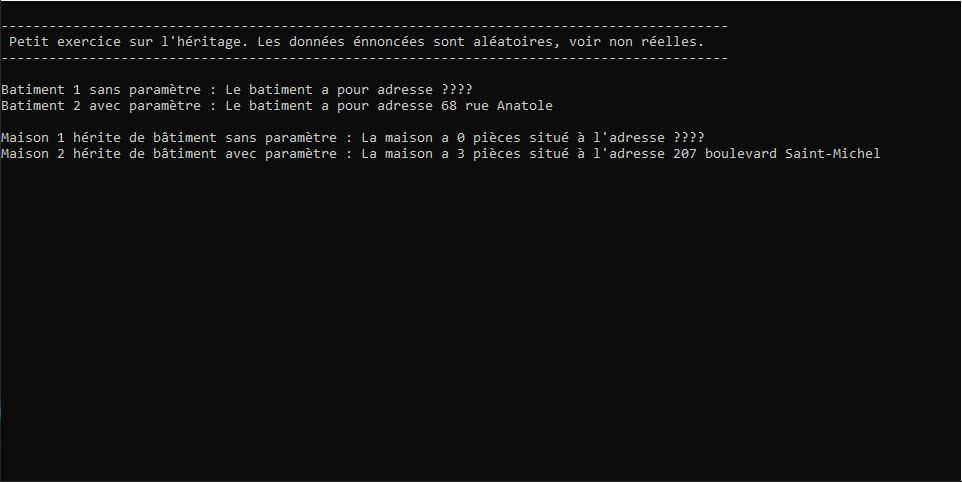 -------------------------------------------------------------------------------------------
Petit exercice sur l'héritage. Les données énnoncées sont aléatoires, voir non réelles.
-------------------------------------------------------------------------------------------
Batiment 1 sans paramètre : Le batiment a pour adresse ????
Batiment 2 avec paramètre : Le batiment a pour adresse 68 rue Anatole
Maison 1 hérite de bâtiment sans paramètre : La maison a 0 pièces situé à l'adresse ????
Maison 2 hérite de bâtiment avec paramètre : La maison a 3 pièces situé à l'adresse 207 boulevard Saint-Michel